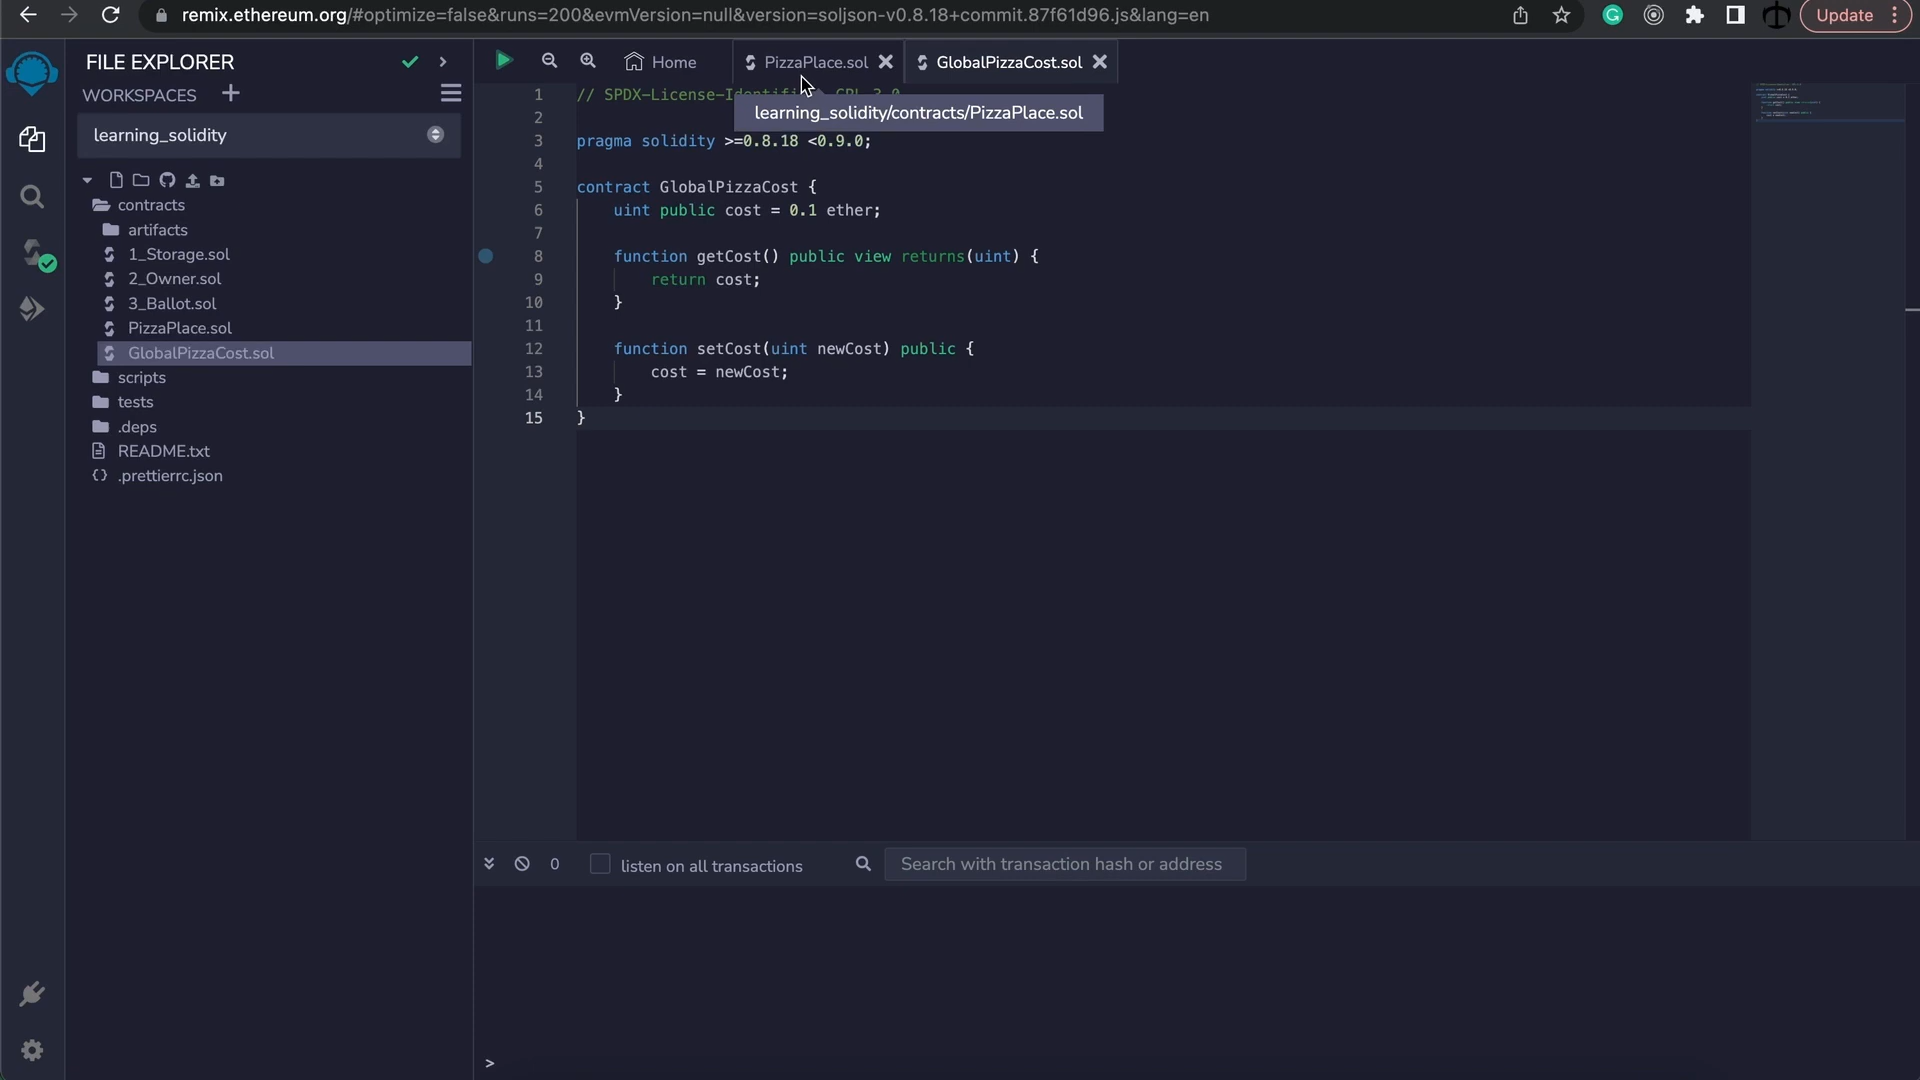 remix.ethereum.org/#optimize=false&runs=200&evmVersion=null&version=soljson-v0.8.18+commit.87f61d96.js&lang=en
Update
FILE EXPLORER
WORKSPACES
learning_solidity
contracts
artifacts
1_Storage.sol
2_Owner.sol
3_Ballot.sol
PizzaPlace.sol
GlobalPizzaCost.sol
scripts
tests
.deps
README.txt
.prettierrc.json
Home
PizzaPlace.sol
GlobalPizzaCost.sol
learning_solidity/contracts/PizzaPlace.sol
1 // SPDX-License-Identifi
2
3 pragma solidity >=0.8.18 <0.9.0;
4
5 contract GlobalPizzaCost {
6 uint public cost = 0.1 ether;
7
8 function getCost() public view returns(uint) {
9 return cost;
10 }
11
12 function setCost(uint newCost) public {
13 cost = newCost;
14 }
15 }
0
listen on all transactions
Search with transaction hash or address
>